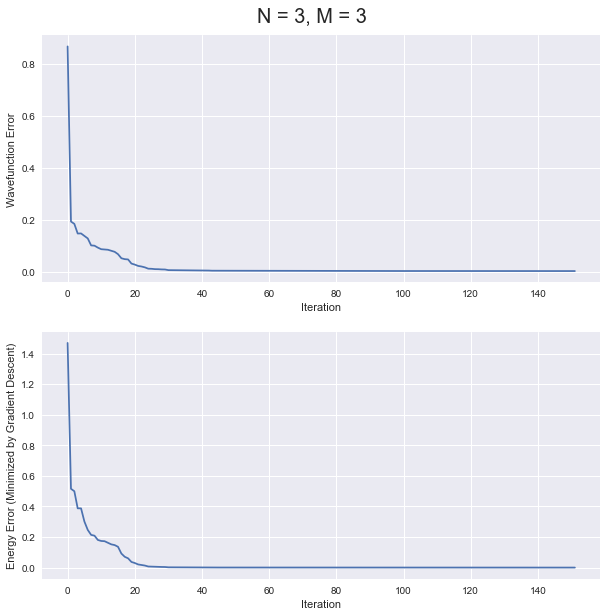 N = 3, M = 3
Wavefunction Error
0.8
0.6
0.4
0.2
0.0
0 20 40 60 80 100 120 140
Iteration
Energy Error (Minimized by Gradient Descent)
1.4
1.2
1.0
0.8
0.6
0.4
0.2
0.0
0 20 40 60 80 100 120 140
Iteration